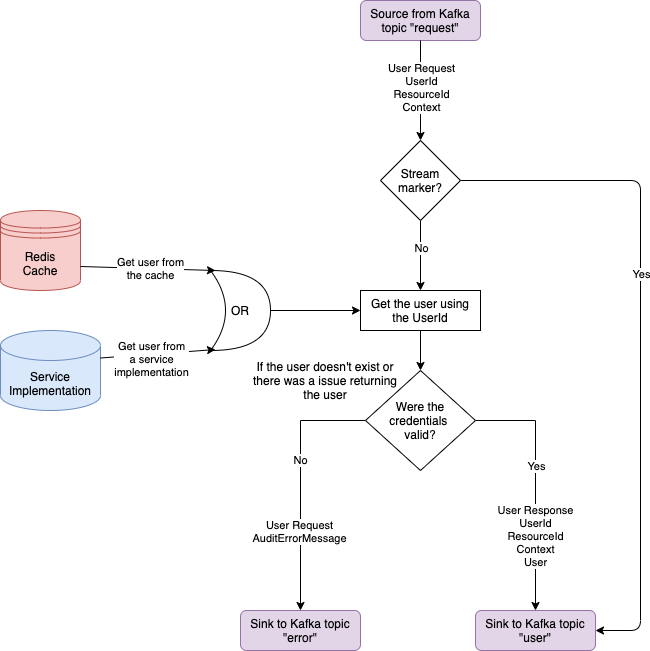 Source from Kafka
topic "request"
User Request
UserId
ResourceId
Context
Stream
marker?
No
Yes
Redis
Cache
Get user from
the cache
OR
Get the user using
the UserId
Service
Implementation
Get user from
a service
implementation
If the user doesn't exist or
there was a issue returning
the user
Were the
credentials
valid?
No
Yes
User Request
AuditErrorMessage
User Response
UserId
ResourceId
Context
User
Sink to Kafka topic
"error"
Sink to Kafka topic
"user"